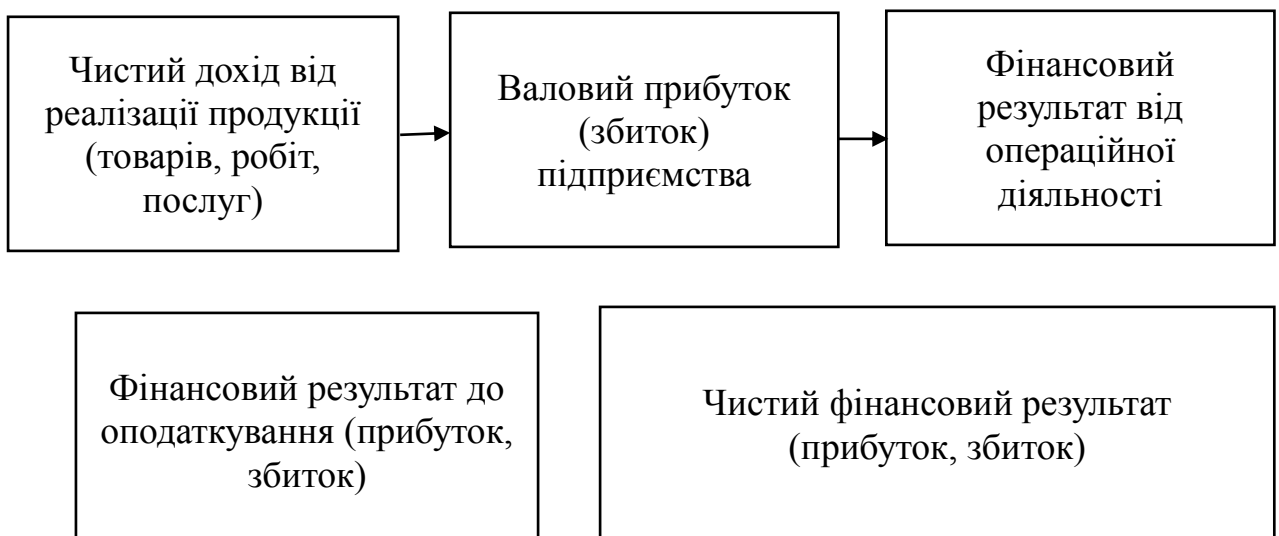 Чистий дохід від
реалізації продукції
(товарів, робіт,
послуг)
Валовий прибуток
(збиток)
підприємства
Фінансовий
результат від
операційної
діяльності
Фінансовий результат до
оподаткування (прибуток,
збиток)
Чистий фінансовий результат
(прибуток, збиток)